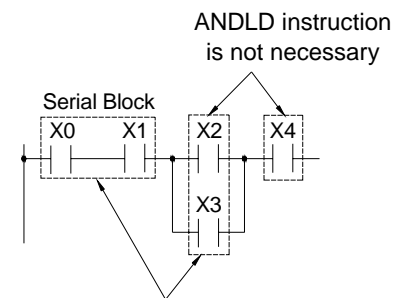 ANDLD instruction
is not necessary
Serial Block
X0 X1 X2 X4
X3